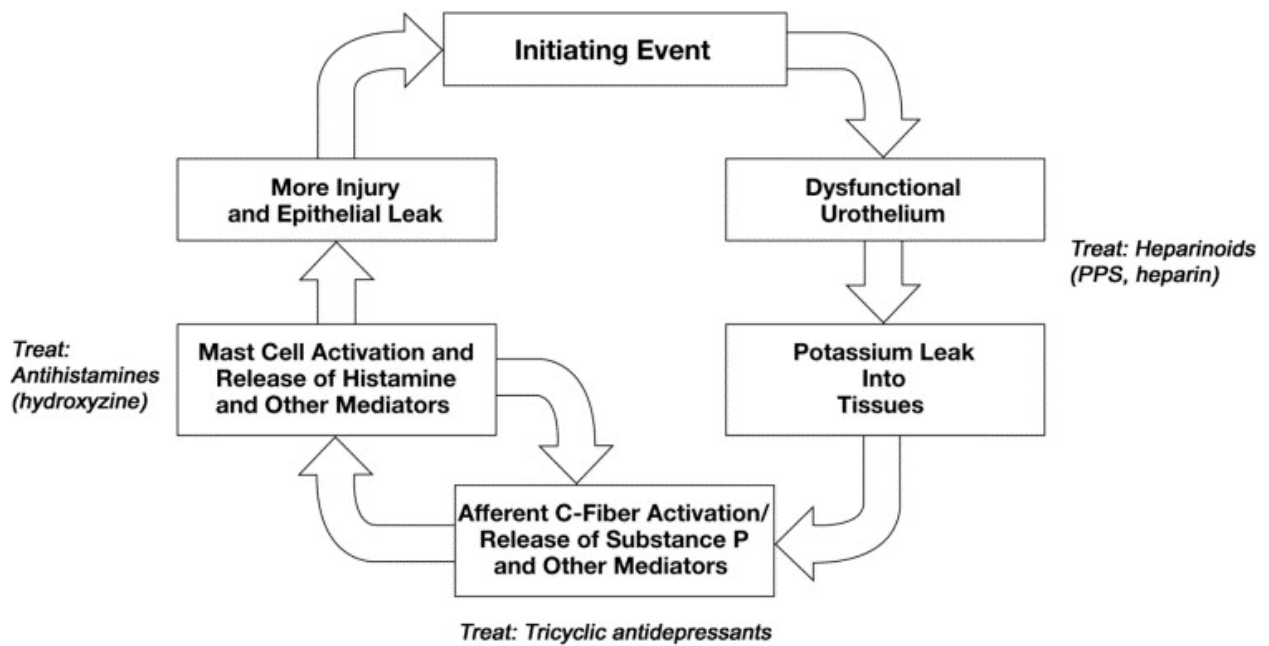 Initiating Event
More Injury
and Epithelial Leak
Dysfunctional
Urothelium
Treat: Heparinoids
(PPS, heparin)
Treat:
Antihistamines
(hydroxyzine)
Mast Cell Activation and
Release of Histamine
and Other Mediators
Potassium Leak
Into
Tissues
Afferent C-Fiber Activation/
Release of Substance P
and Other Mediators
Treat: Tricyclic antidepressants